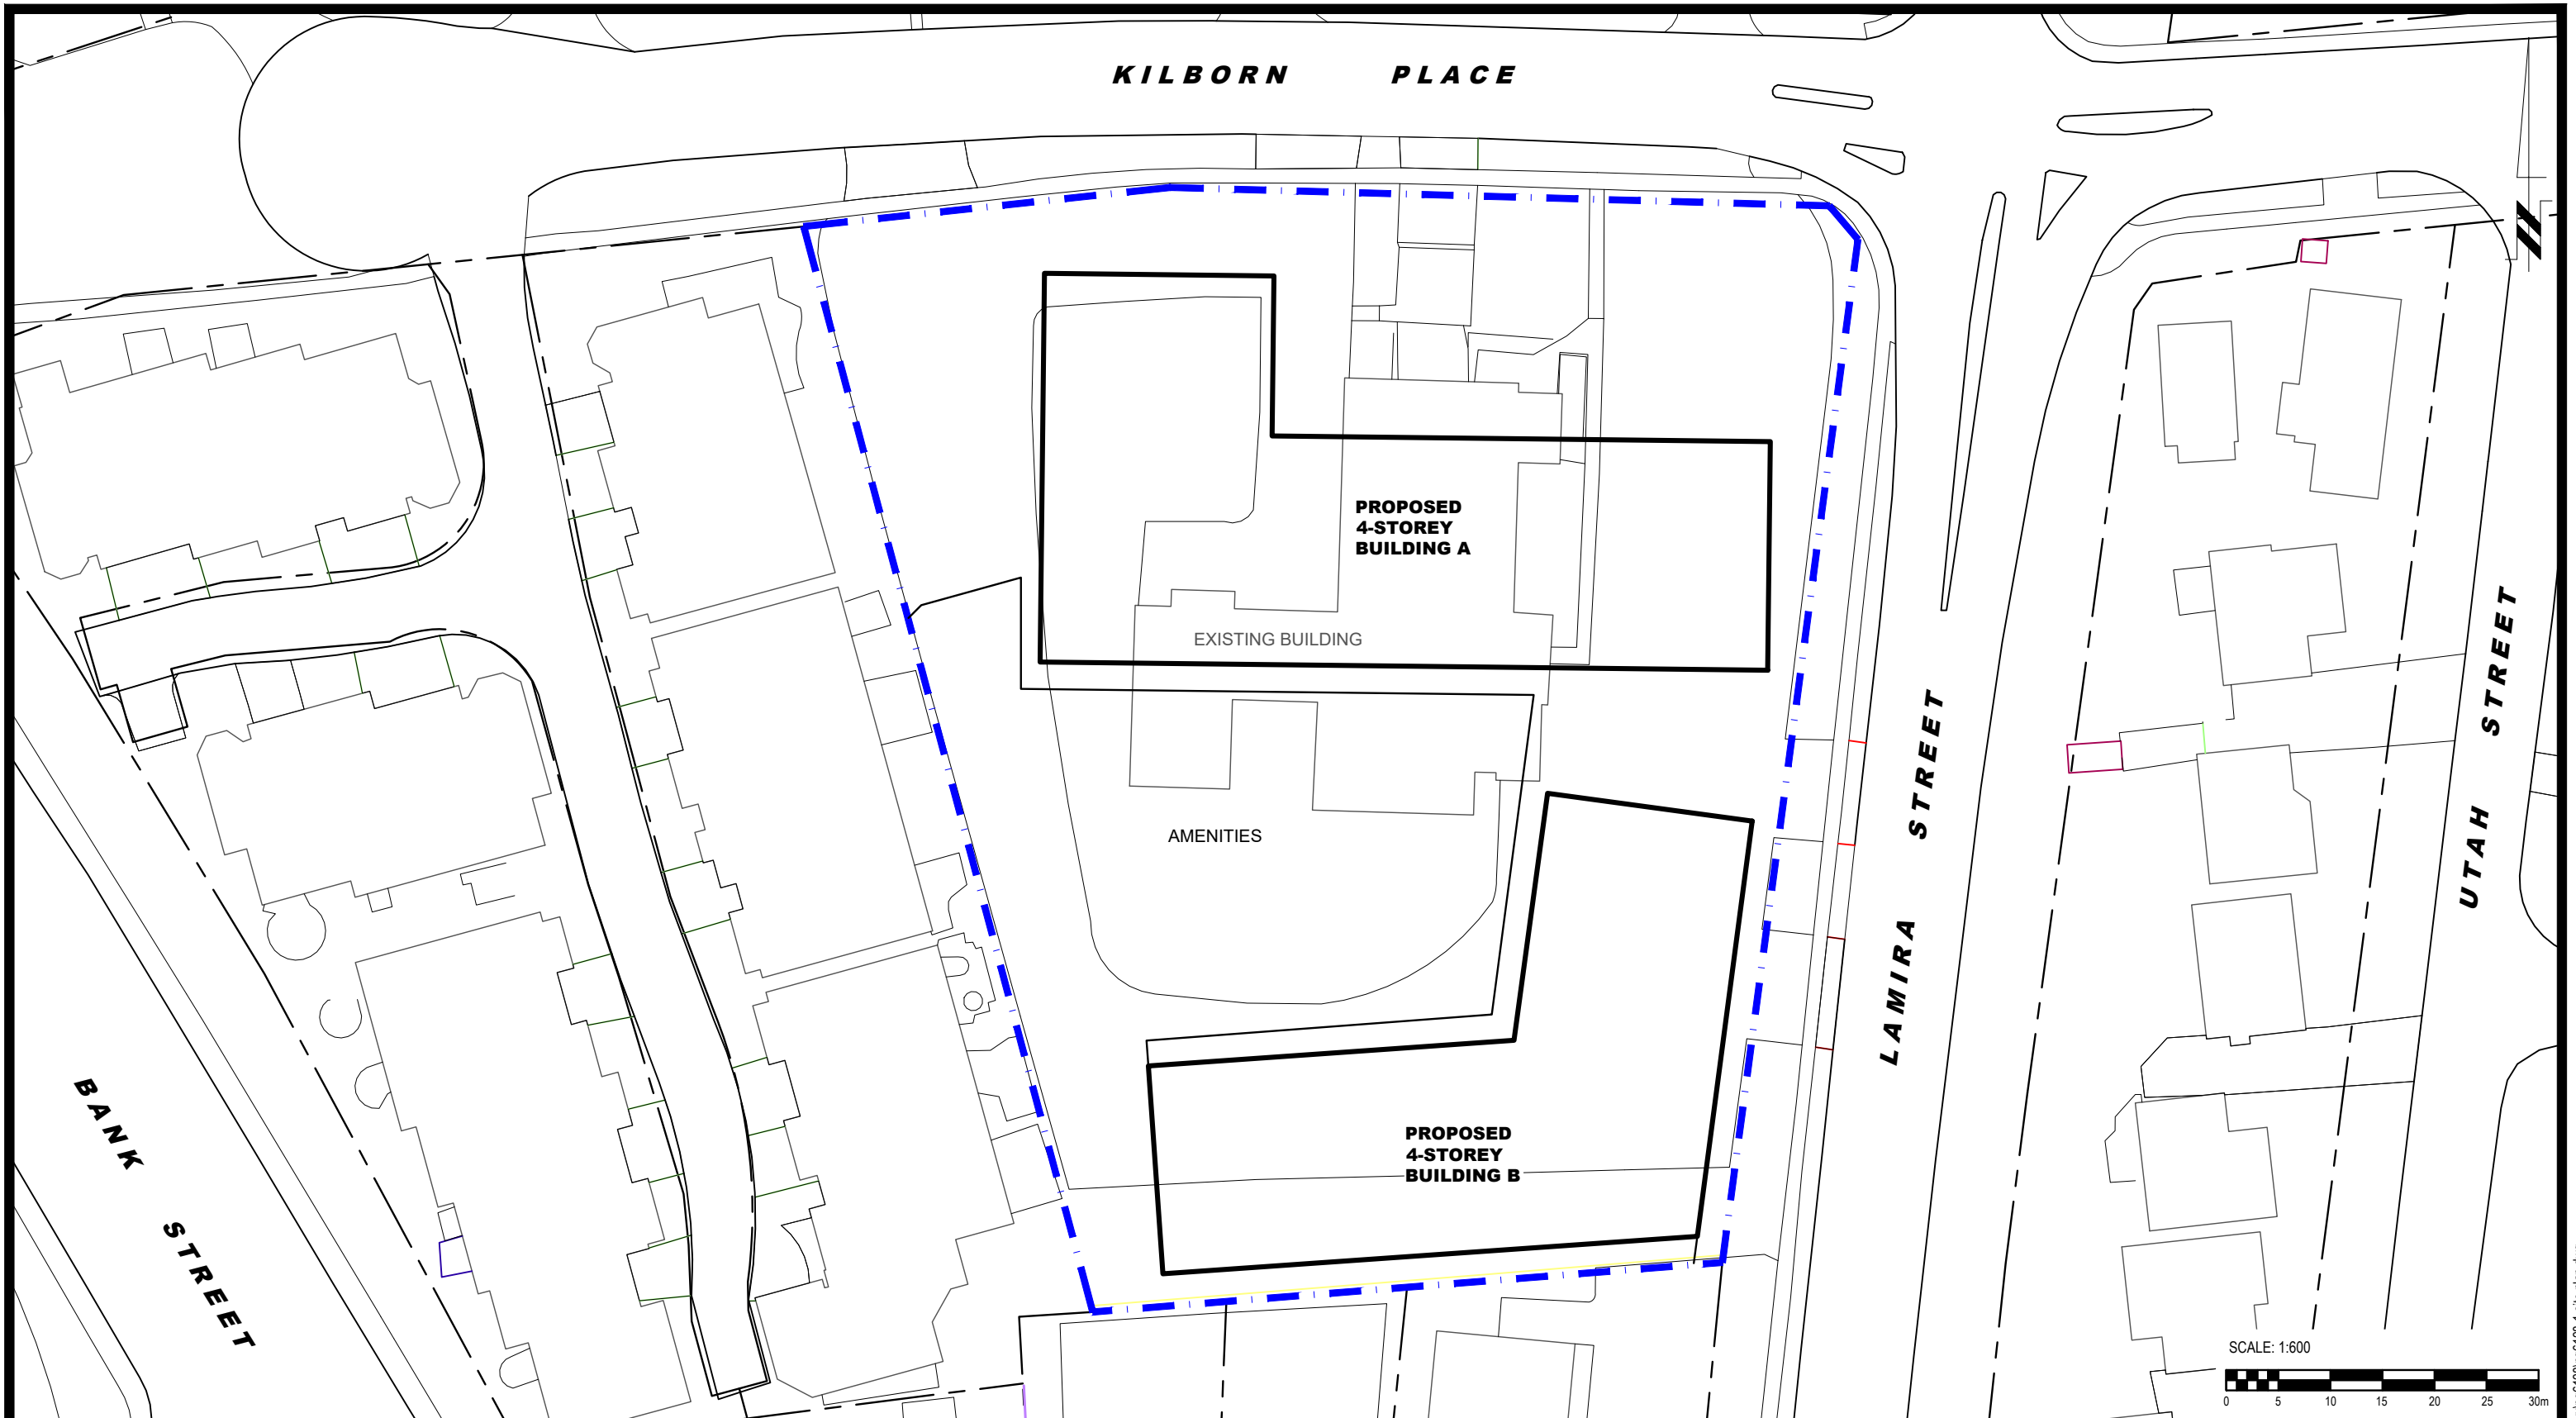 KILBORN PLACE
PROPOSED
4-STOREY
BUILDING A
EXISTING BUILDING
AMENITIES
PROPOSED
4-STOREY
BUILDING B
LAMIRA STREET
UTAH STREET
BANK STREET
SCALE: 1:600
0 5 10 15 20 25 30m